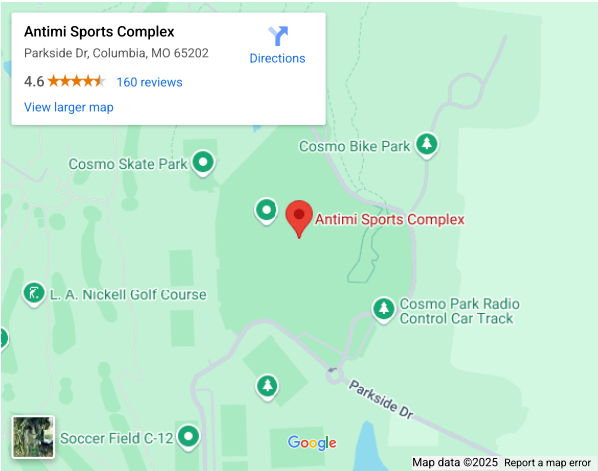 Antimi Sports Complex
Parkside Dr, Columbia, MO 65202
Directions
4.6
160 reviews
View larger map
Cosmo Bike Park
Cosmo Skate Park
Antimi Sports Complex
L. A. Nickell Golf Course
Cosmo Park Radio
Control Car Track
Parkside Dr
Soccer Field C-12
Google
Map data ©2025
Report a map error